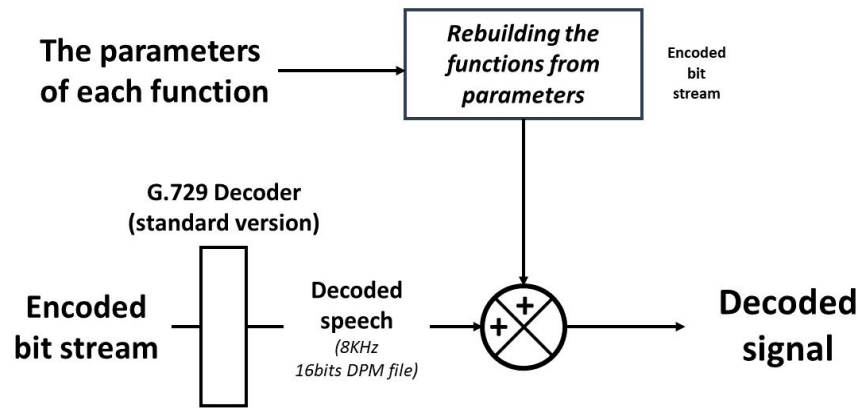 The parameters
of each function
Rebuilding the
functions from
parameters
Encoded
bit
stream
G.729 Decoder
(standard version)
Encoded
bit stream
Decoded
speech
(8KHz
16bits DPM file)
+
+
Decoded
signal